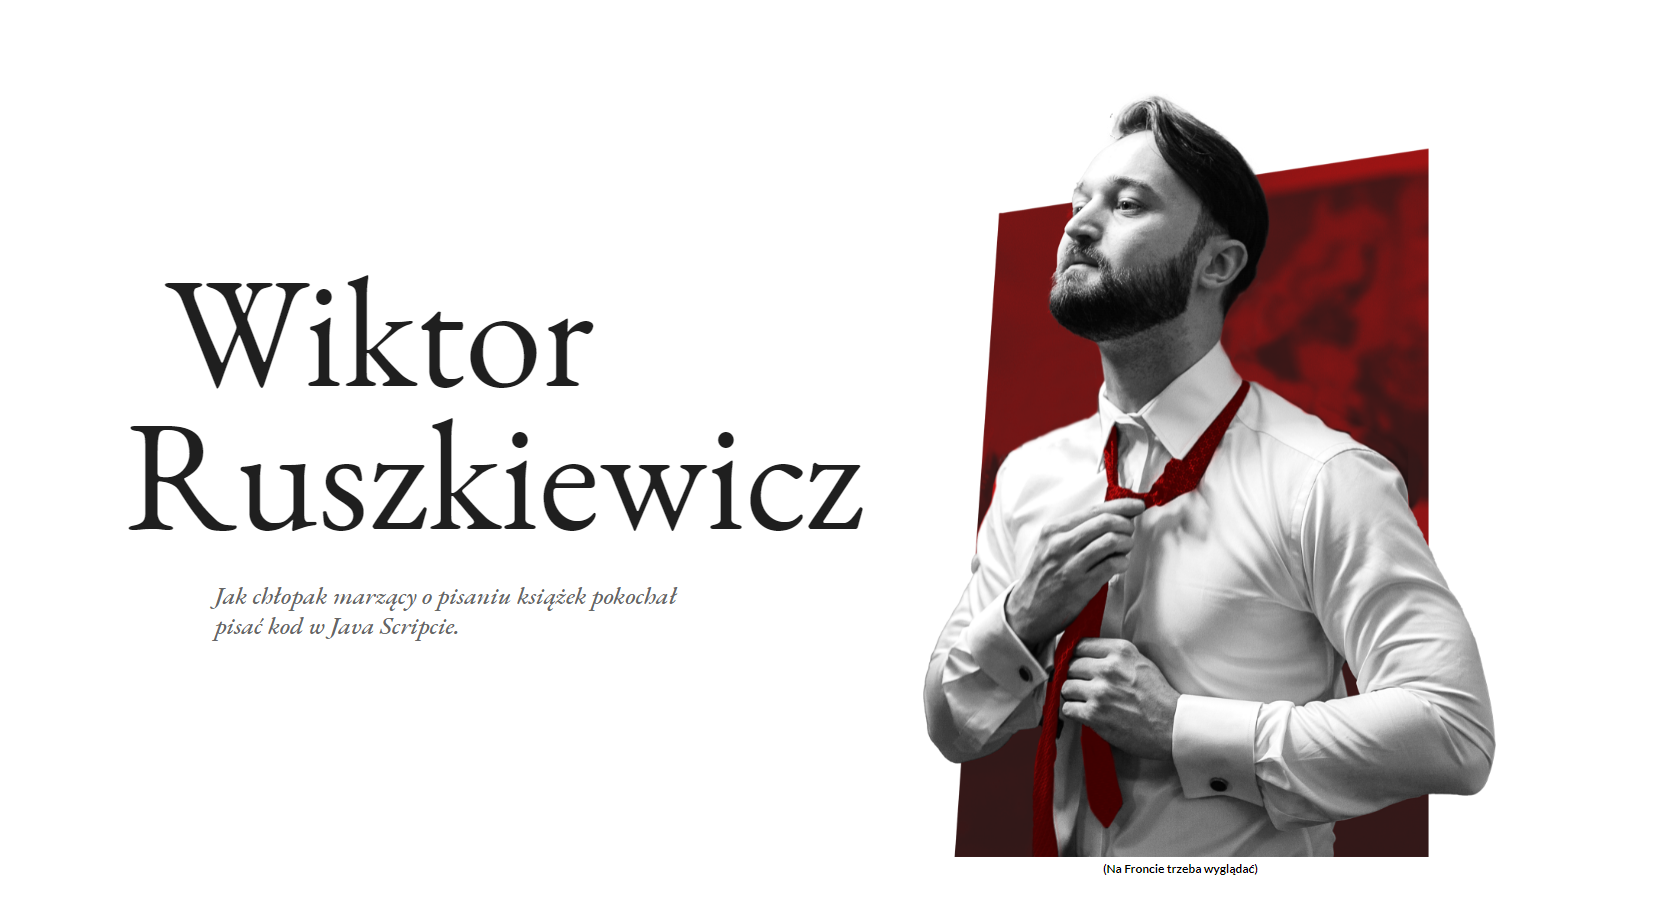 Wiktor
Ruszkiewicz
Jak chłopak marzący o pisaniu książek pokochał
pisać kod w Java Scripcie.
(Na Froncie trzeba wyglądać)